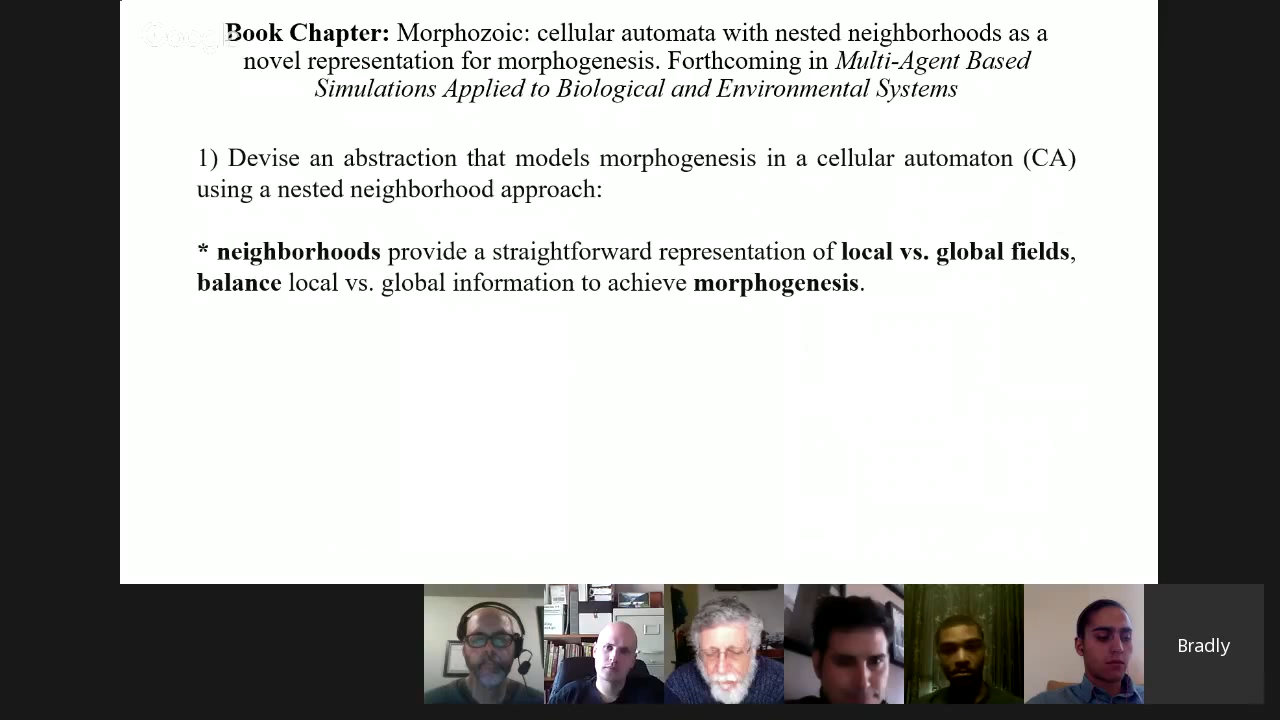 Google
Book Chapter: Morphozoic: cellular automata with nested neighborhoods as a
novel representation for morphogenesis. Forthcoming in Multi-Agent Based
Simulations Applied to Biological and Environmental Systems
1) Devise an abstraction that models morphogenesis in a cellular automaton (CA)
using a nested neighborhood approach:
* neighborhoods provide a straightforward representation of local vs. global fields,
balance local vs. global information to achieve morphogenesis.
Bradly